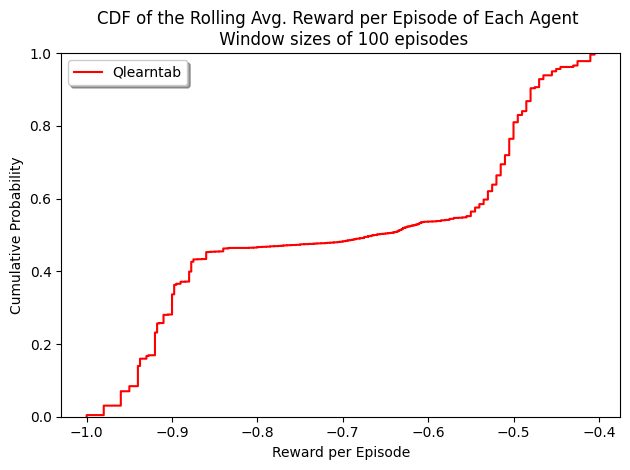 CDF of the Rolling Avg. Reward per Episode of Each Agent
Window sizes of 100 episodes
Qlearntab
Cumulative Probability
1.0
0.8
0.6
0.4
0.2
0.0
−1.0 −0.9 −0.8 −0.7 −0.6 −0.5 −0.4
Reward per Episode